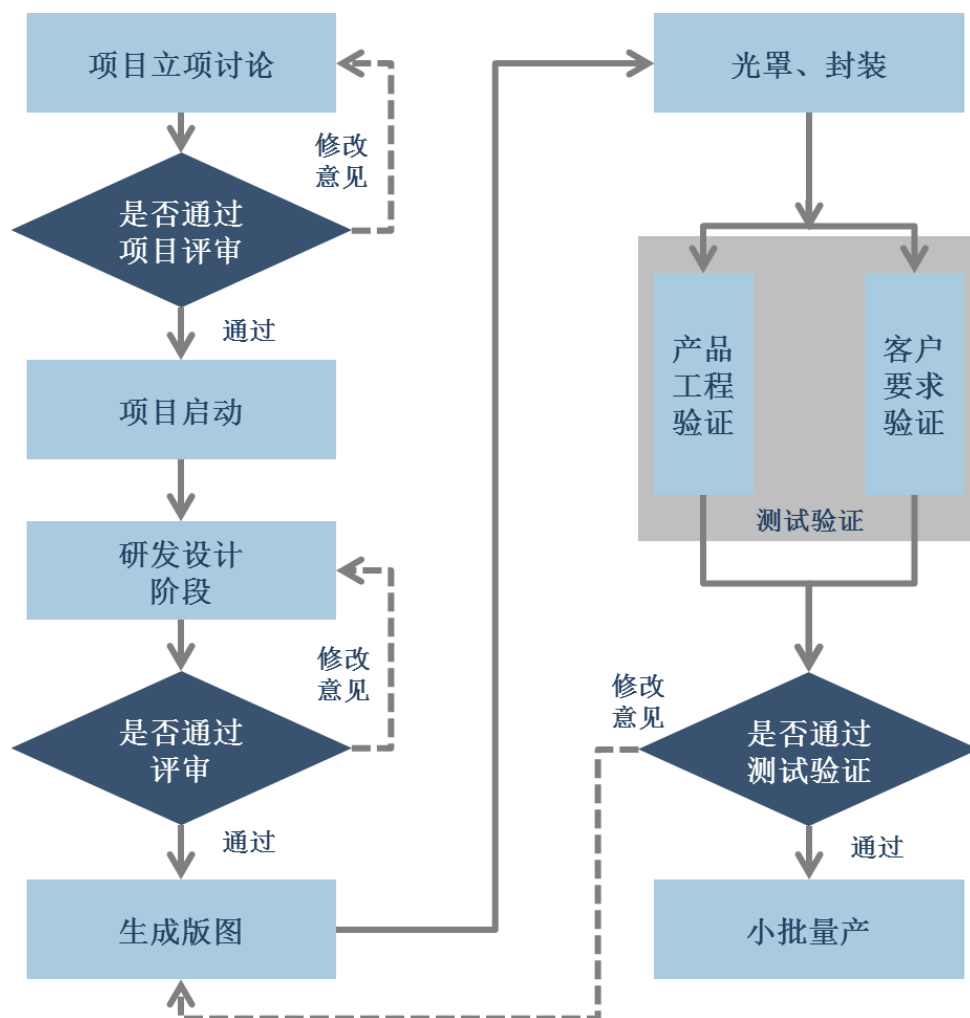 项目立项讨论
修改
意见
是否通过
项目评审
通过
项目启动
研发设计
阶段
修改
意见
是否通过
评审
通过
生成版图
光罩、封装
产品
工程
验证
客户
要求
验证
测试验证
修改
意见
是否通过
测试验证
通过
小批量产